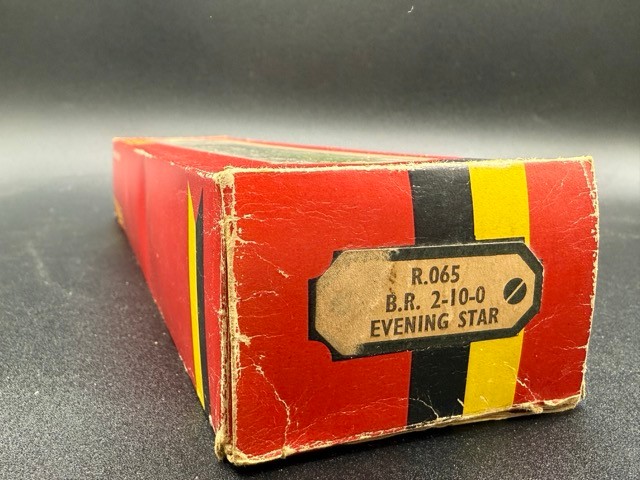 R.065
B.R. 2-10-0
EVENING STAR